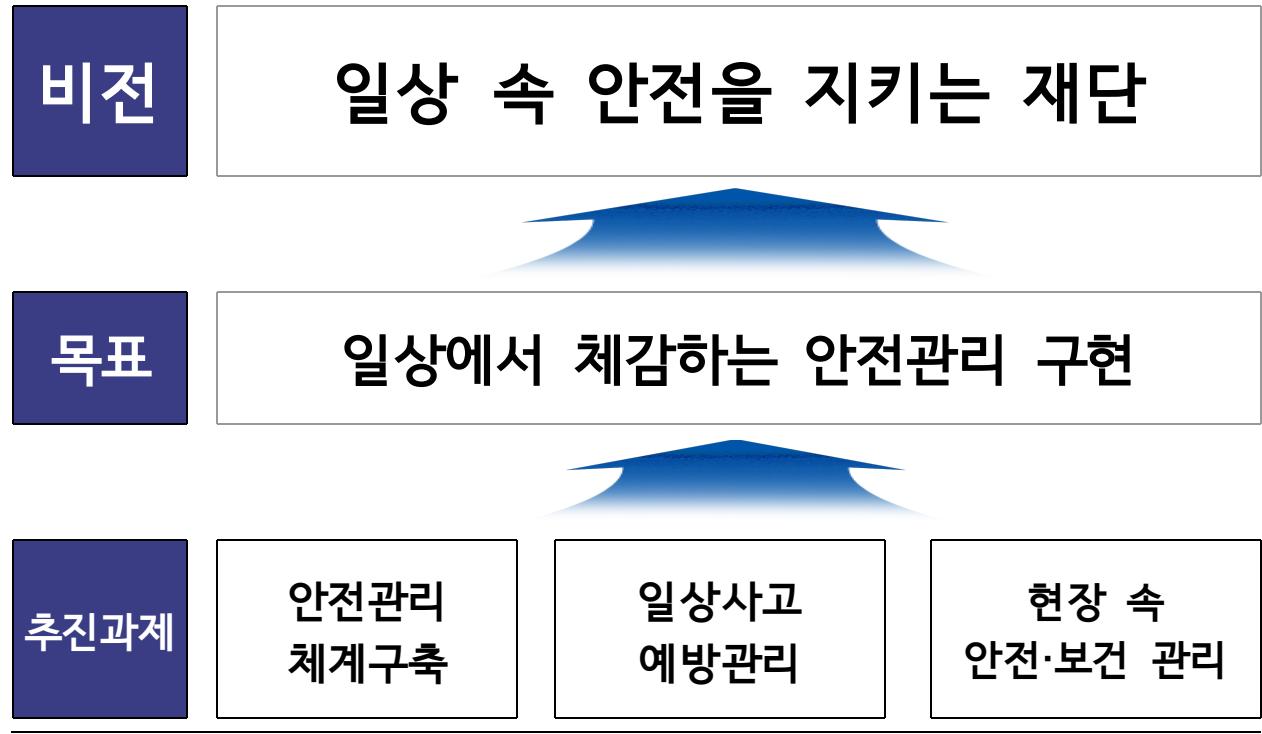 비전
일상 속 안전을 지키는 재단
목표
일상에서 체감하는 안전관리 구현
추진과제
안전관리
체계구축
일상사고
예방관리
현장 속
안전·보건 관리